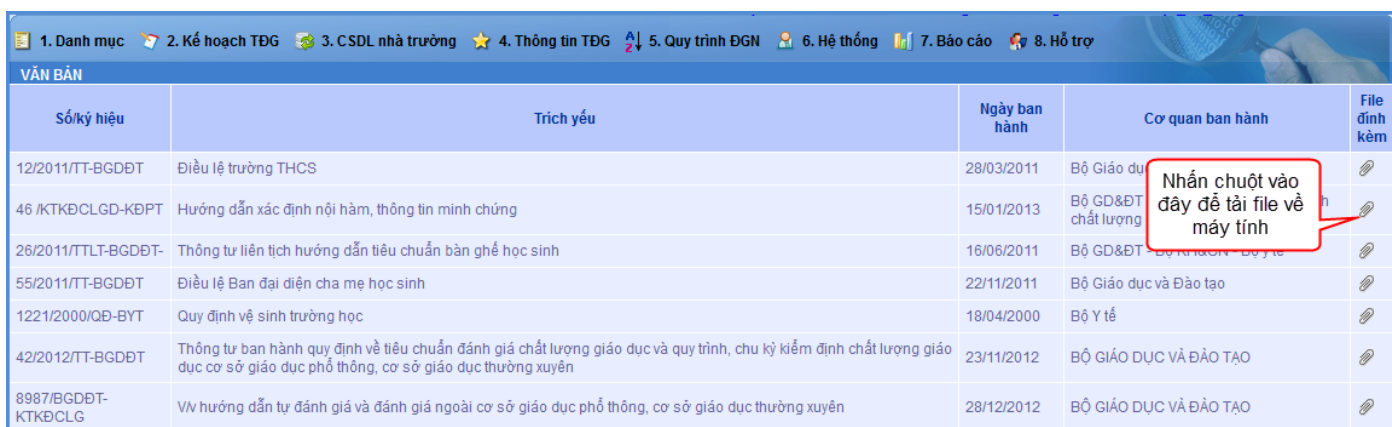 1. Danh mục 2. Kế hoạch TĐG 3. CSDL nhà trường 4. Thông tin TĐG 5. Quy trình ĐGN 6. Hệ thống 7. Báo cáo 8. Hỗ trợ
VĂN BẢN
Số/ký hiệu Trích yếu Ngày ban hành Cơ quan ban hành File đính kèm
12/2011/TT-BGDĐT Điều lệ trường THCS 28/03/2011 Bộ Giáo
46 /KTKĐCLGD-KĐPT Hướng dẫn xác định nội hàm, thông tin minh chứng 15/01/2013 Bộ GD&ĐT
chất lượng
Nhấn chuột vào
đây để tải file về
máy tính
26/2011/TTLT-BGDĐT- Thông tư liên tịch hướng dẫn tiêu chuẩn bàn ghế học sinh 16/06/2011 Bộ GD&ĐT - Bộ KH&CN - Bộ y tế
55/2011/TT-BGDĐT Điều lệ Ban đại diện cha mẹ học sinh 22/11/2011 Bộ Giáo dục và Đào tạo
1221/2000/QĐ-BYT Quy định vệ sinh trường học 18/04/2000 Bộ Y tế
42/2012/TT-BGDĐT Thông tư ban hành quy định về tiêu chuẩn đánh giá chất lượng giáo dục và quy trình, chu kỳ kiểm định chất lượng giáo
dục cơ sở giáo dục phổ thông, cơ sở giáo dục thường xuyên 23/11/2012 BỘ GIÁO DỤC VÀ ĐÀO TẠO
8987/BGDĐT-
KTKĐCLG V/v hướng dẫn tự đánh giá và đánh giá ngoài cơ sở giáo dục phổ thông, cơ sở giáo dục thường xuyên 28/12/2012 BỘ GIÁO DỤC VÀ ĐÀO TẠO